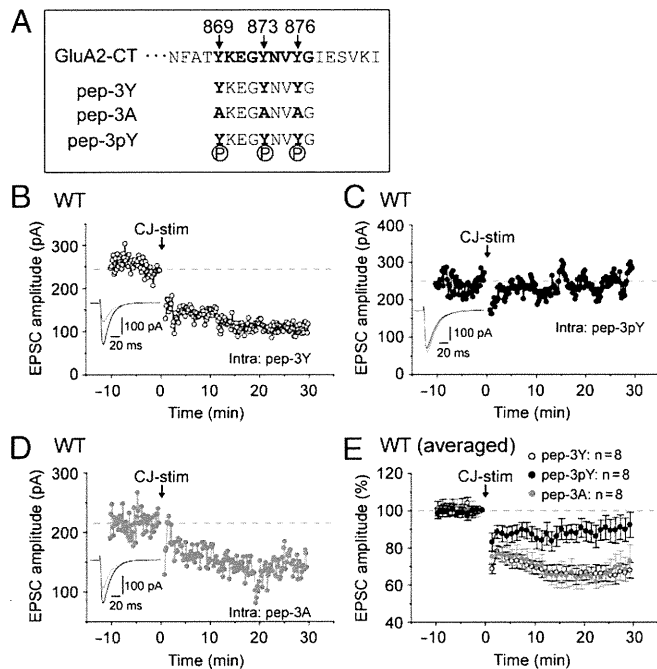 A
869 873 876
GluA2-CT ···NFATYKEGYNVYGIESVKI
pep-3Y YKEGYNVYG
pep-3A AKEGANVAG
pep-3pY YKEGYNVYG
P P P
B WT
CJ-stim
EPSC amplitude (pA)
300
200
100
0
100 pA
20 ms
Intra: pep-3Y
−10 0 10 20 30
Time (min)
C WT
CJ-stim
EPSC amplitude (pA)
400
300
200
100
0
100 pA
20 ms
Intra: pep-3pY
−10 0 10 20 30
Time (min)
D WT
CJ-stim
EPSC amplitude (pA)
300
200
100
100 pA
20 ms
Intra: pep-3A
−10 0 10 20 30
Time (min)
E WT (averaged)
pep-3Y: n=8
pep-3pY: n=8
pep-3A: n=8
CJ-stim
EPSC amplitude (%)
120
100
80
60
40
−10 0 10 20 30
Time (min)